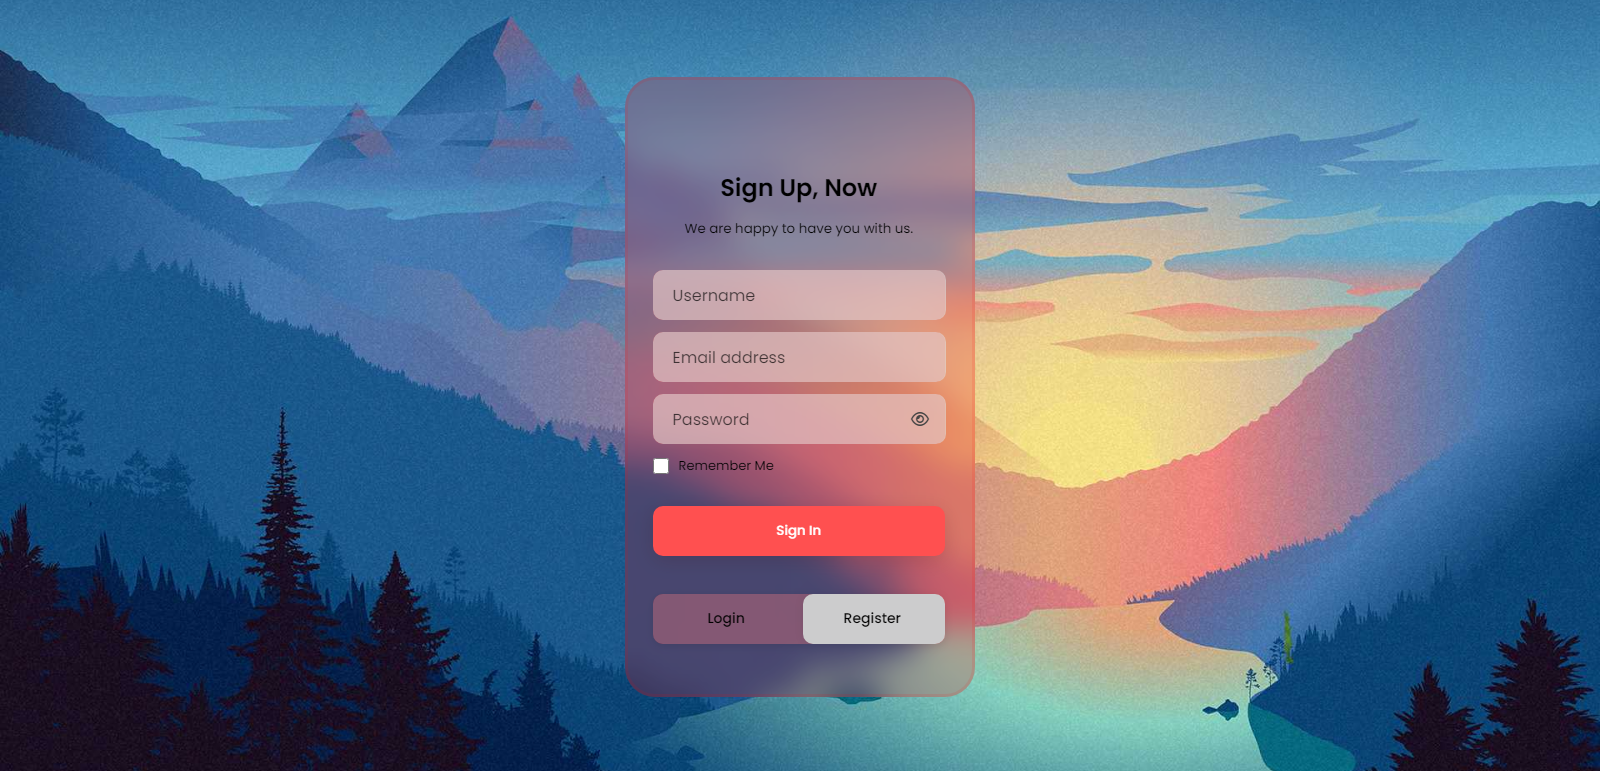 Sign Up, Now
We are happy to have you with us.
Username
Email address
Password
Remember Me
Sign In
Login
Register